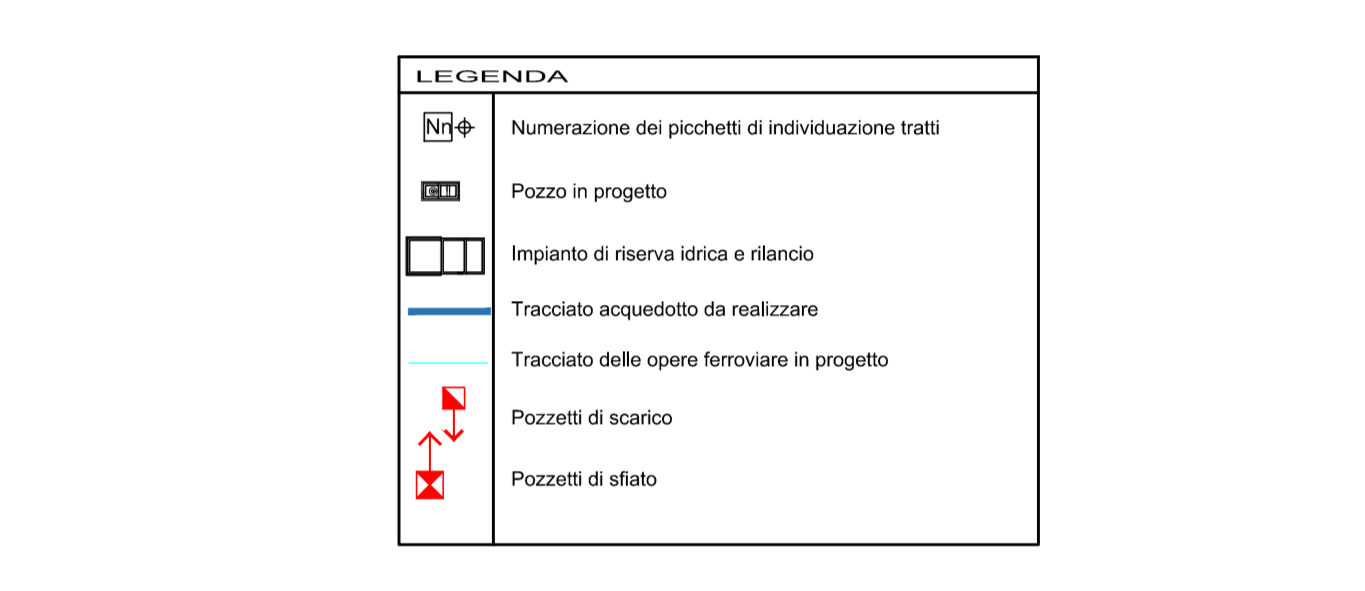 LEGENDA
Nn
Numerazione dei picchetti di individuazione tratti
Pozzo in progetto
Impianto di riserva idrica e rilancio
Tracciato acquedotto da realizzare
Tracciato delle opere ferroviare in progetto
Pozzetti di scarico
Pozzetti di sfiato